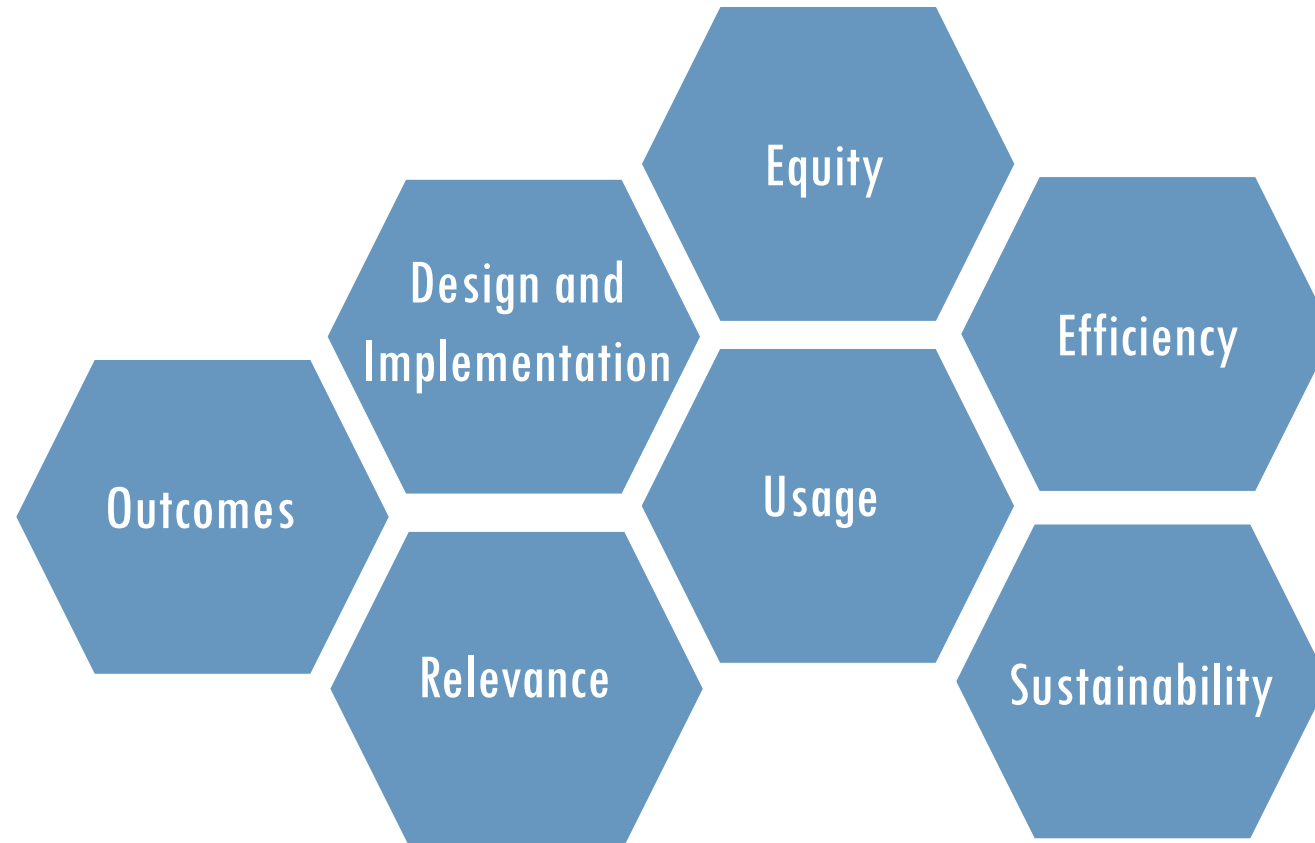 Equity
Design and
Implementation
Efficiency
Outcomes
Usage
Relevance
Sustainability